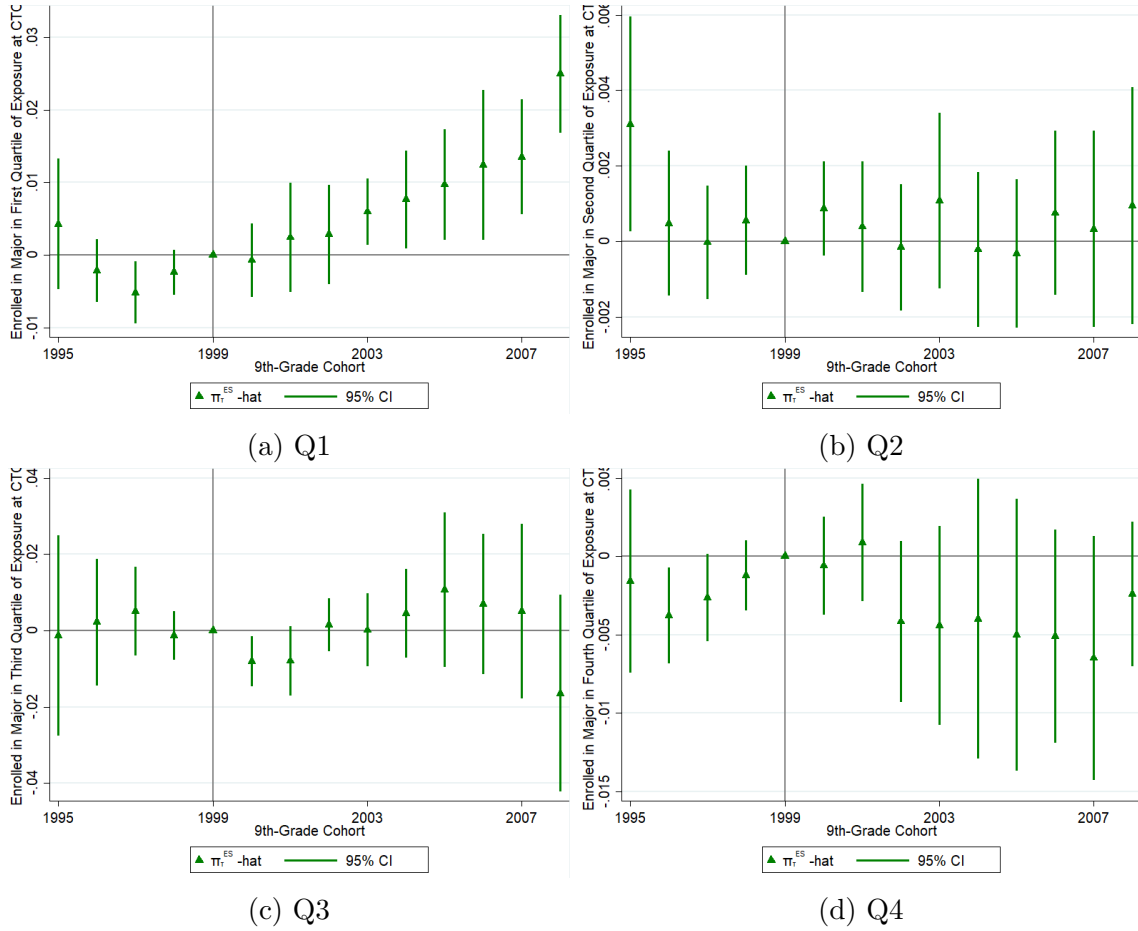 Enrolled in Major in First Quartile of Exposure at CTC
.03
.02
.01
0
-.01
1995 1999 2003 2007
9th-Grade Cohort
πτ^ES -hat 95% CI
(a) Q1
Enrolled in Major in Second Quartile of Exposure at CTC
.006
.004
.002
0
-.002
1995 1999 2003 2007
9th-Grade Cohort
πτ^ES -hat 95% CI
(b) Q2
Enrolled in Major in Third Quartile of Exposure at CTC
.04
.02
0
-.02
-.04
1995 1999 2003 2007
9th-Grade Cohort
πτ^ES -hat 95% CI
(c) Q3
Enrolled in Major in Fourth Quartile of Exposure at CT
.005
0
-.005
-.01
-.015
1995 1999 2003 2007
9th-Grade Cohort
πτ^ES -hat 95% CI
(d) Q4